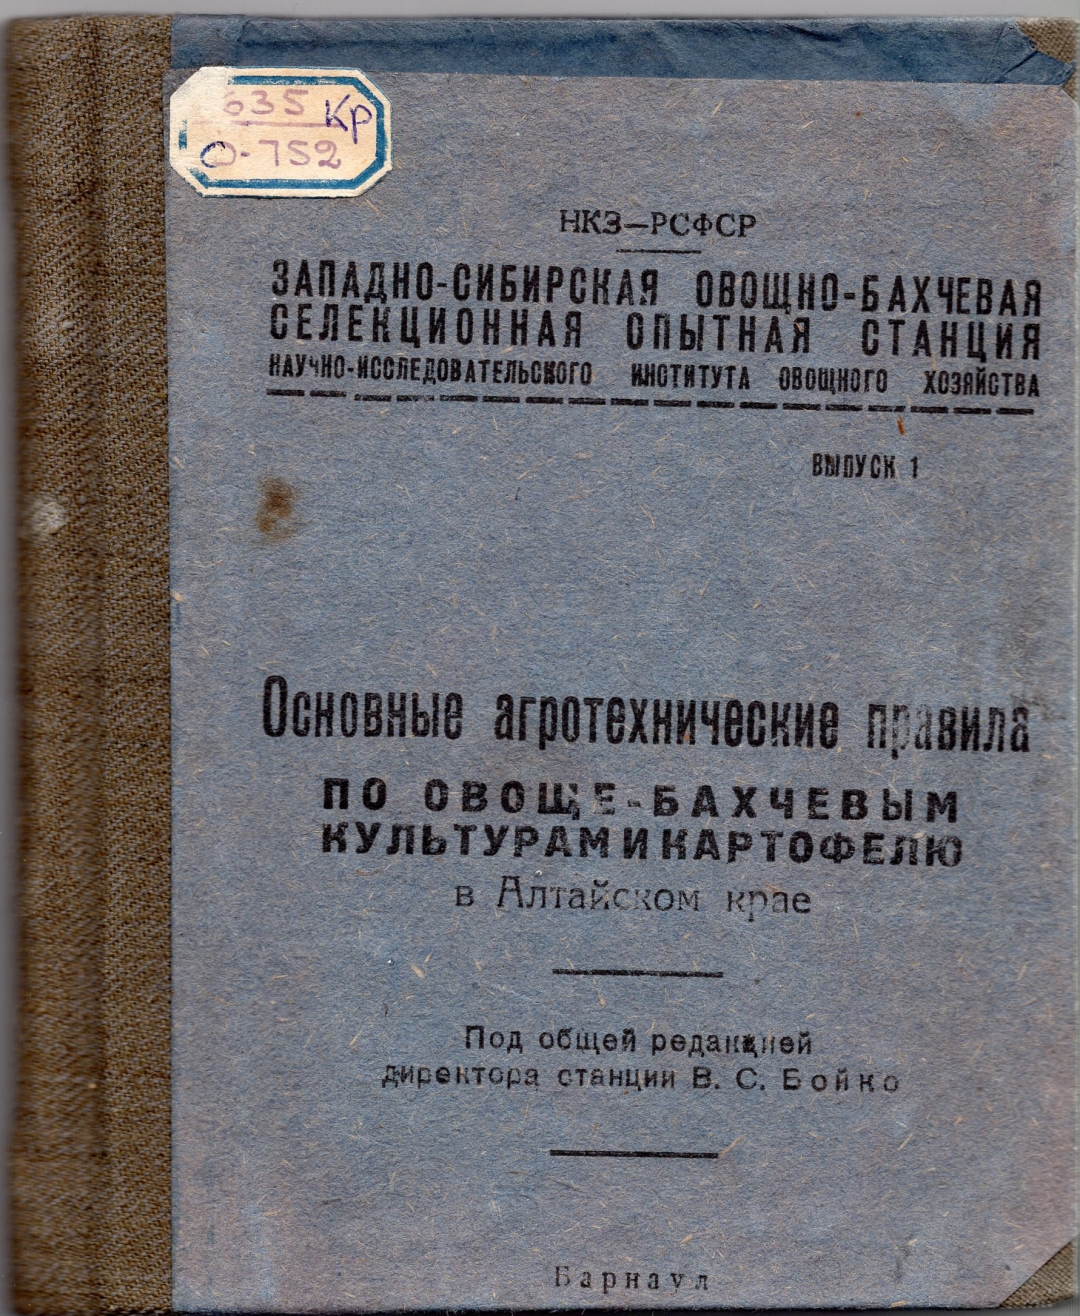 635 Кр
О-752
НКЗ—РСФСР
ЗАПАДНО-СИБИРСКАЯ ОВОЩНО-БАХЧЕВАЯ
СЕЛЕКЦИОННАЯ ОПЫТНАЯ СТАНЦИЯ
НАУЧНО-ИССЛЕДОВАТЕЛЬСКОГО ИНСТИТУТА ОВОЩНОГО ХОЗЯЙСТВА
ВЫПУСК 1
Основные агротехнические правила
ПО ОВОЩЕ-БАХЧЕВЫМ
КУЛЬТУРАМ И КАРТОФЕЛЮ
в Алтайском крае
Под общей редакцией
директора станции В. С. Бойко
Барнаул